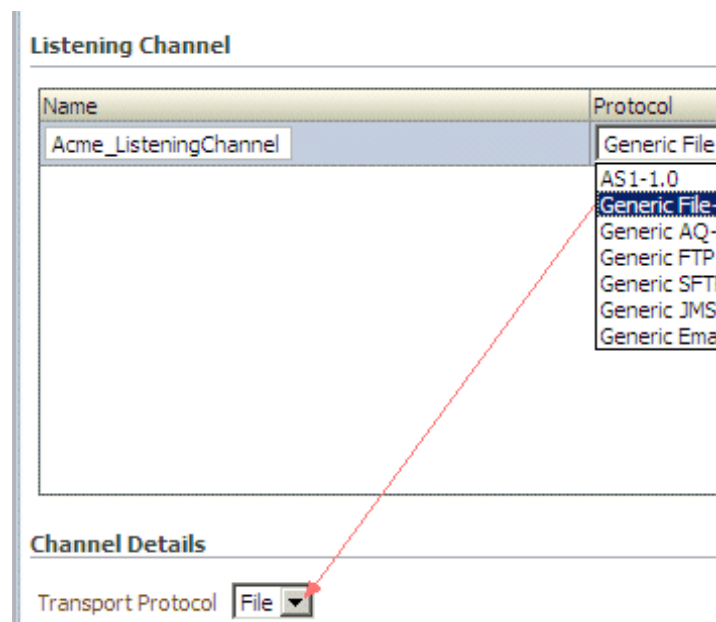 Listening Channel
Name Protocol
Acme_ListeningChannel Generic File
AS1-1.0
Generic File-
Generic AQ-
Generic FTP
Generic SFT
Generic JMS
Generic Ema
Channel Details
Transport Protocol File